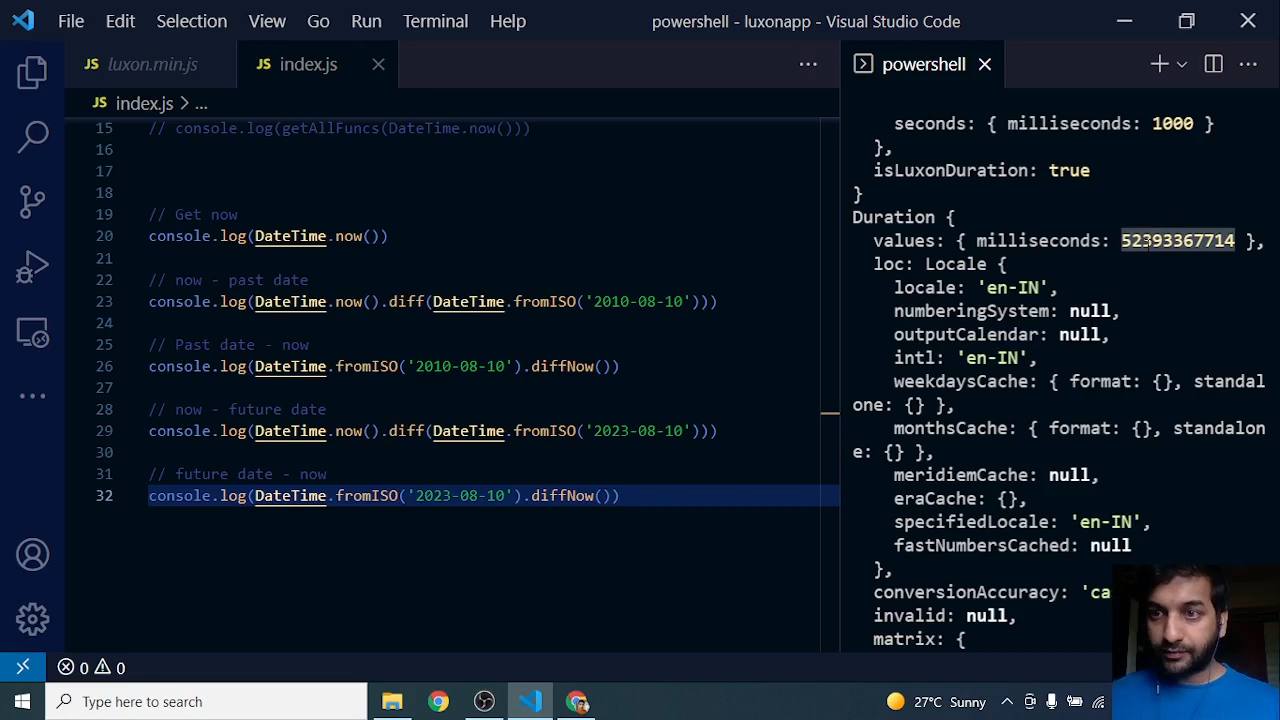 File Edit Selection View Go Run Terminal Help powershell - luxonapp - Visual Studio Code
JS luxon.min.js JS index.js
powershell
JS index.js > ...
15 // console.log(getAllFuncs(DateTime.now()))
16
17
18
19 // Get now
20 console.log(DateTime.now())
21
22 // now - past date
23 console.log(DateTime.now().diff(DateTime.fromISO('2010-08-10')))
24
25 // Past date - now
26 console.log(DateTime.fromISO('2010-08-10').diffNow())
27
28 // now - future date
29 console.log(DateTime.now().diff(DateTime.fromISO('2023-08-10')))
30
31 // future date - now
32 console.log(DateTime.fromISO('2023-08-10').diffNow())
seconds: { milliseconds: 1000 }
},
isLuxonDuration: true
}
Duration {
values: { milliseconds: 52393367714 },
loc: Locale {
locale: 'en-IN',
numberingSystem: null,
outputCalendar: null,
intl: 'en-IN',
weekdaysCache: { format: {}, standal
one: {} },
monthsCache: { format: {}, standalon
e: {} },
meridiemCache: null,
eraCache: {},
specifiedLocale: 'en-IN',
fastNumbersCached: null
},
conversionAccuracy: 'ca
invalid: null,
matrix: {
0 0
Type here to search
27°C Sunny